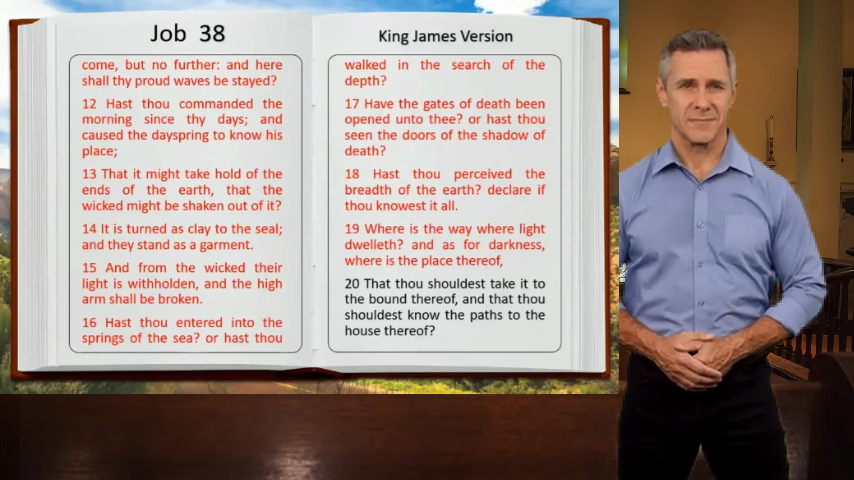 Job 38
come, but no further: and here
shall thy proud waves be stayed?
12 Hast thou commanded the
morning since thy days; and
caused the dayspring to know his
place;
13 That it might take hold of the
ends of the earth, that the
wicked might be shaken out of it?
14 It is turned as clay to the seal;
and they stand as a garment.
15 And from the wicked their
light is withholden, and the high
arm shall be broken.
16 Hast thou entered into the
springs of the sea? or hast thou
King James Version
walked in the search of the
depth?
17 Have the gates of death been
opened unto thee? or hast thou
seen the doors of the shadow of
death?
18 Hast thou perceived the
breadth of the earth? declare if
thou knowest it all.
19 Where is the way where light
dwelleth? and as for darkness,
where is the place thereof,
20 That thou shouldest take it to
the bound thereof, and that thou
shouldest know the paths to the
house thereof?